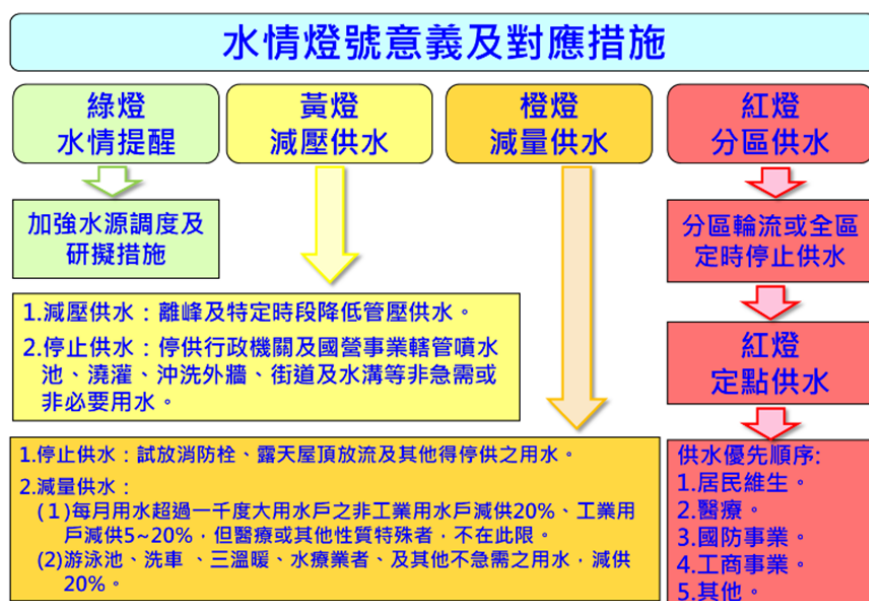 水情燈號意義及對應措施
綠燈
水情提醒
黃燈
減壓供水
橙燈
減量供水
紅燈
分區供水
加強水源調度及
研擬措施
分區輪流或全區
定時停止供水
1.減壓供水：離峰及特定時段降低管壓供水。
2.停止供水：停供行政機關及國營事業轄管噴水
池、澆灌、沖洗外牆、街道及水溝等非急需或
非必要用水。
紅燈
定點供水
1.停止供水：試放消防栓、露天屋頂放流及其他得停供之用水。
2.減量供水：
(1)每月用水超過一千度大用水戶之非工業用水戶減供20%、工業用
戶減供5~20%，但醫療或其他性質特殊者，不在此限。
(2)游泳池、洗車 、三溫暖、水療業者、及其他不急需之用水，減供
20%。
供水優先順序:
1.居民維生。
2.醫療。
3.國防事業。
4.工商事業。
5.其他。